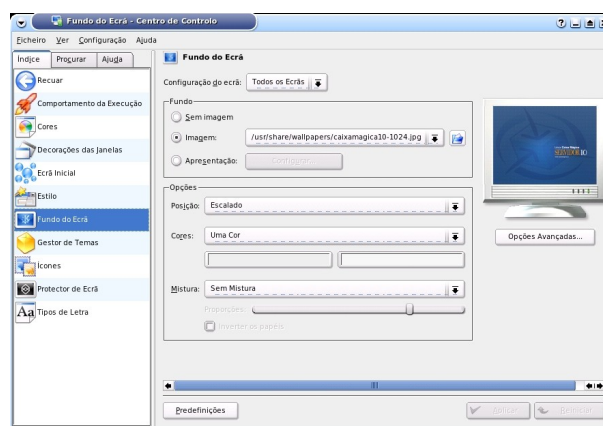 Fundo do Ecrã - Centro de Controlo
Ficheiro Ver Configuração Ajuda
Índice Procurar Ajuda
Recuar
Comportamento da Execução
Cores
Decorações das Janelas
Ecrã Inicial
Estilo
Fundo do Ecrã
Gestor de Temas
Ícones
Protector de Ecrã
Tipos de Letra
Fundo do Ecrã
Configuração do ecrã: Todos os Ecrãs
Fundo
Sem imagem
Imagem: /usr/share/wallpapers/caixamagica10-1024.jpg
Apresentação: Configurar
Opções
Posição: Escalado
Cores: Uma Cor
Mistura: Sem Mistura
Proporções:
Inverter os papéis
SERVIDOR 10
Opções Avançadas...
Predefinições
Aplicar
Reiniciar